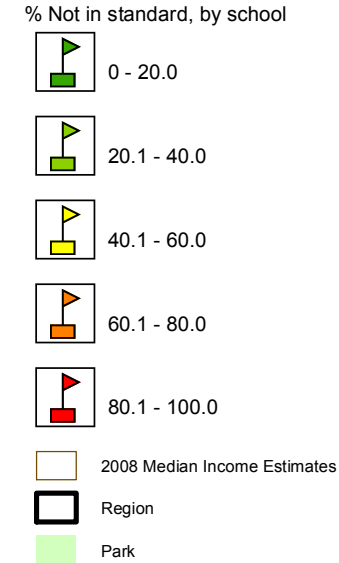 % Not in standard, by school
0 - 20.0
20.1 - 40.0
40.1 - 60.0
60.1 - 80.0
80.1 - 100.0
2008 Median Income Estimates
Region
Park